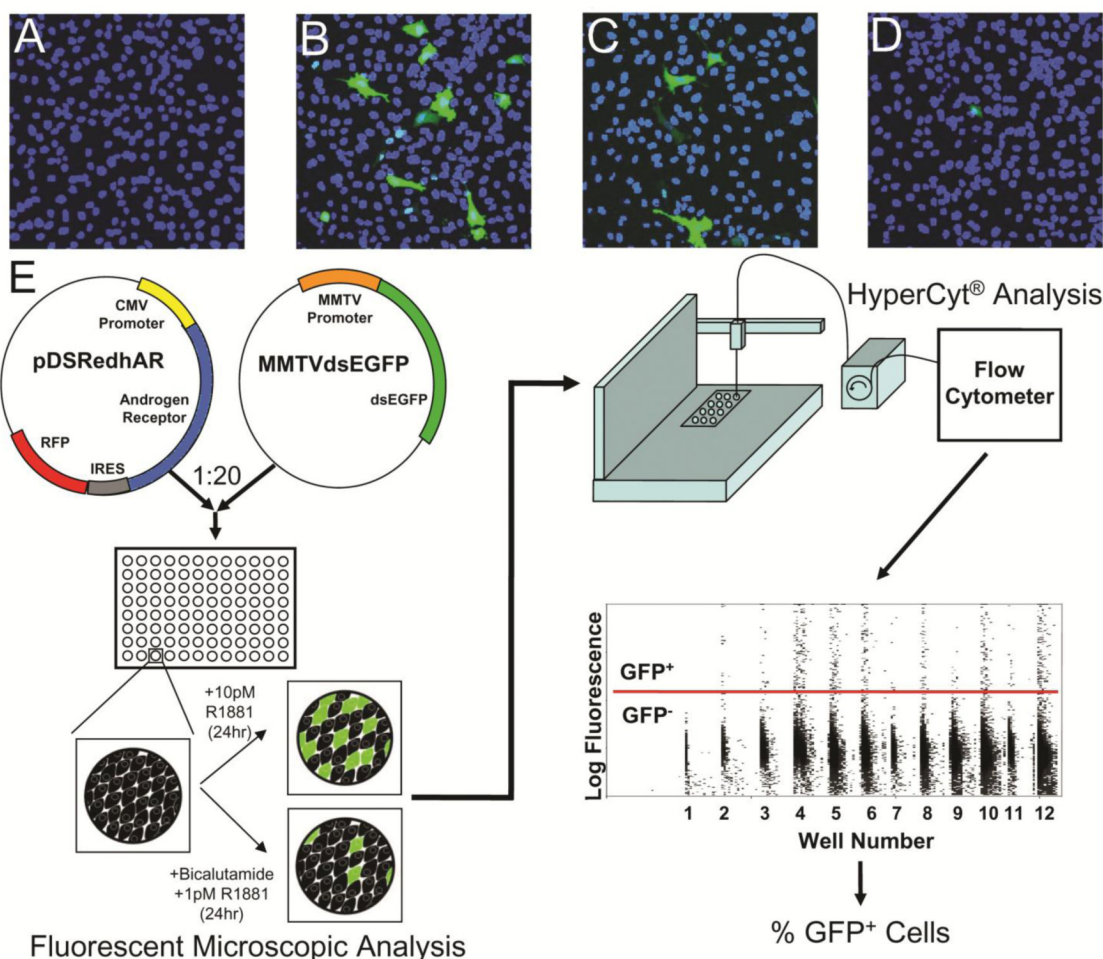 A
B
C
D
E
CMV
Promoter
pDSRedhAR
Androgen
Receptor
RFP
IRES
MMTV
Promoter
MMTVdsEGFP
dsEGFP
1:20
+10pM
R1881
(24hr)
+Bicalutamide
+1pM R1881
(24hr)
Fluorescent Microscopic Analysis
HyperCyt® Analysis
Flow
Cytometer
Log Fluorescence
GFP⁺
GFP⁻
1 2 3 4 5 6 7 8 9 10 11 12
Well Number
% GFP⁺ Cells